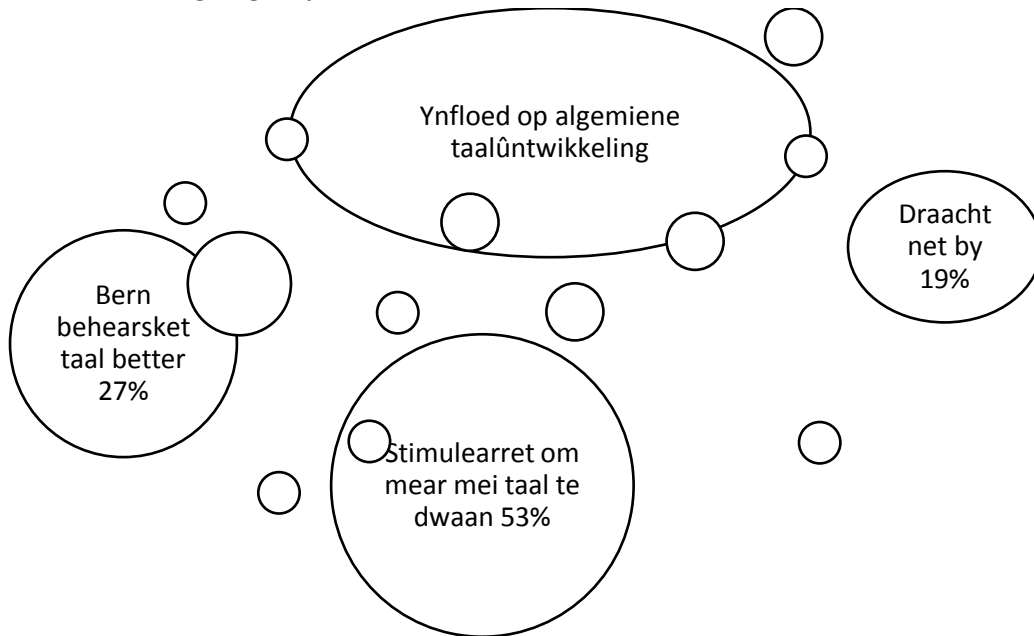 Ynfloed op algemiene
taalûntwikkeling
Draacht
net by
19%
Bern
behearsket
taal better
27%
Stimulearret om
mear mei taal te
dwaan 53%